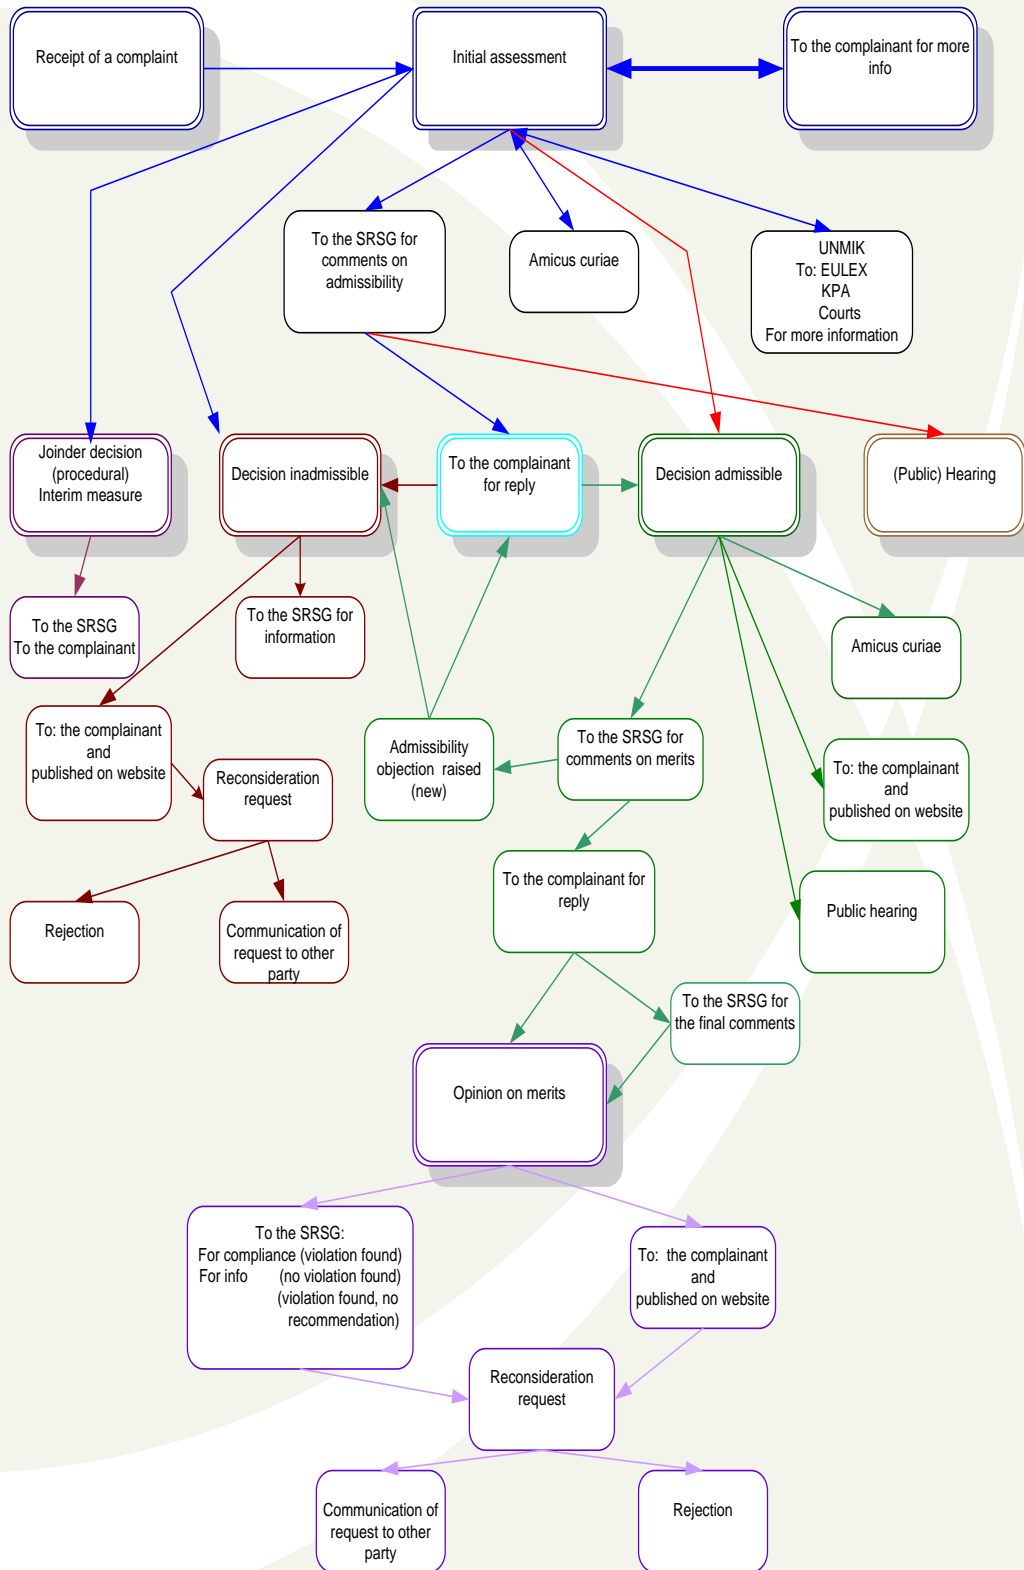 Receipt of a complaint
Initial assessment
To the complainant for more
info
To the SRSG for
comments on
admissibility
Amicus curiae
UNMIK
To: EULEX
KPA
Courts
For more information
Joinder decision
(procedural)
Interim measure
Decision inadmissible
To the complainant
for reply
Decision admissible
(Public) Hearing
To the SRSG
To the complainant
To the SRSG for
information
Amicus curiae
To: the complainant
and
published on website
Reconsideration
request
Admissibility
objection  raised
(new)
To the SRSG for
comments on merits
To: the complainant
and
published on website
To the complainant for
reply
Public hearing
Rejection
Communication of
request to other
party
To the SRSG for
the final comments
Opinion on merits
To the SRSG:
For compliance (violation found)
For info (no violation found)
(violation found, no
recommendation)
To:  the complainant
and
published on website
Reconsideration
request
Communication of
request to other
party
Rejection